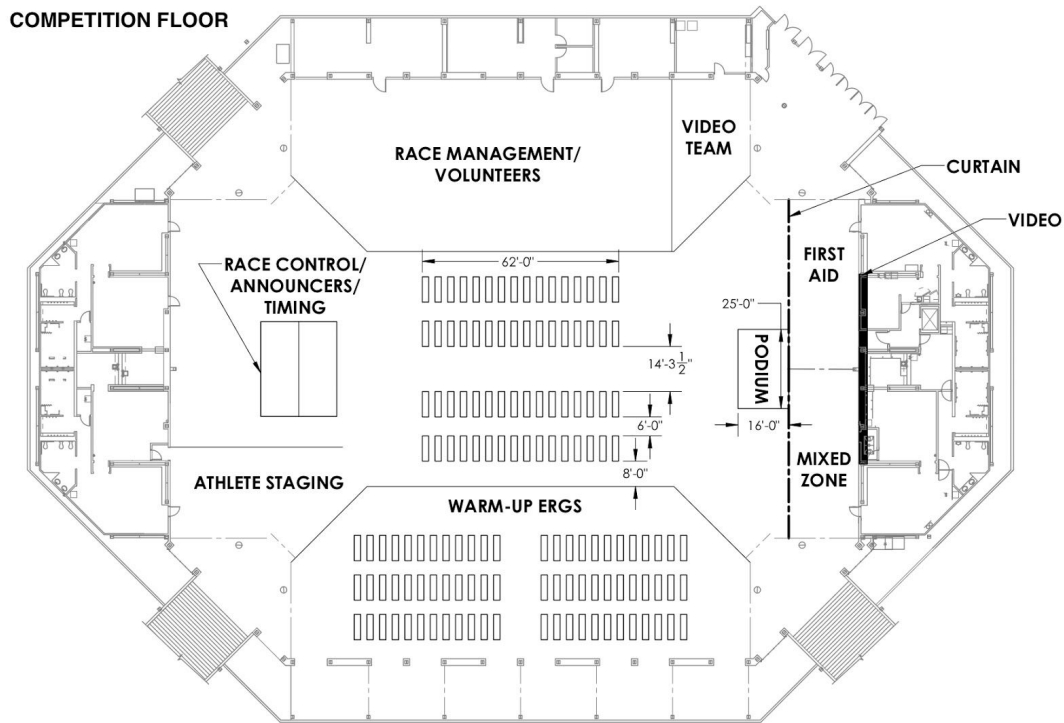 COMPETITION FLOOR
RACE MANAGEMENT/
VOLUNTEERS
VIDEO
TEAM
CURTAIN
VIDEO
FIRST
AID
RACE CONTROL/
ANNOUNCERS/
TIMING
62'-0"
25'-0"
14'-3 1/2"
PODIUM
6'-0"
16'-0"
8'-0"
MIXED
ZONE
ATHLETE STAGING
WARM-UP ERGS